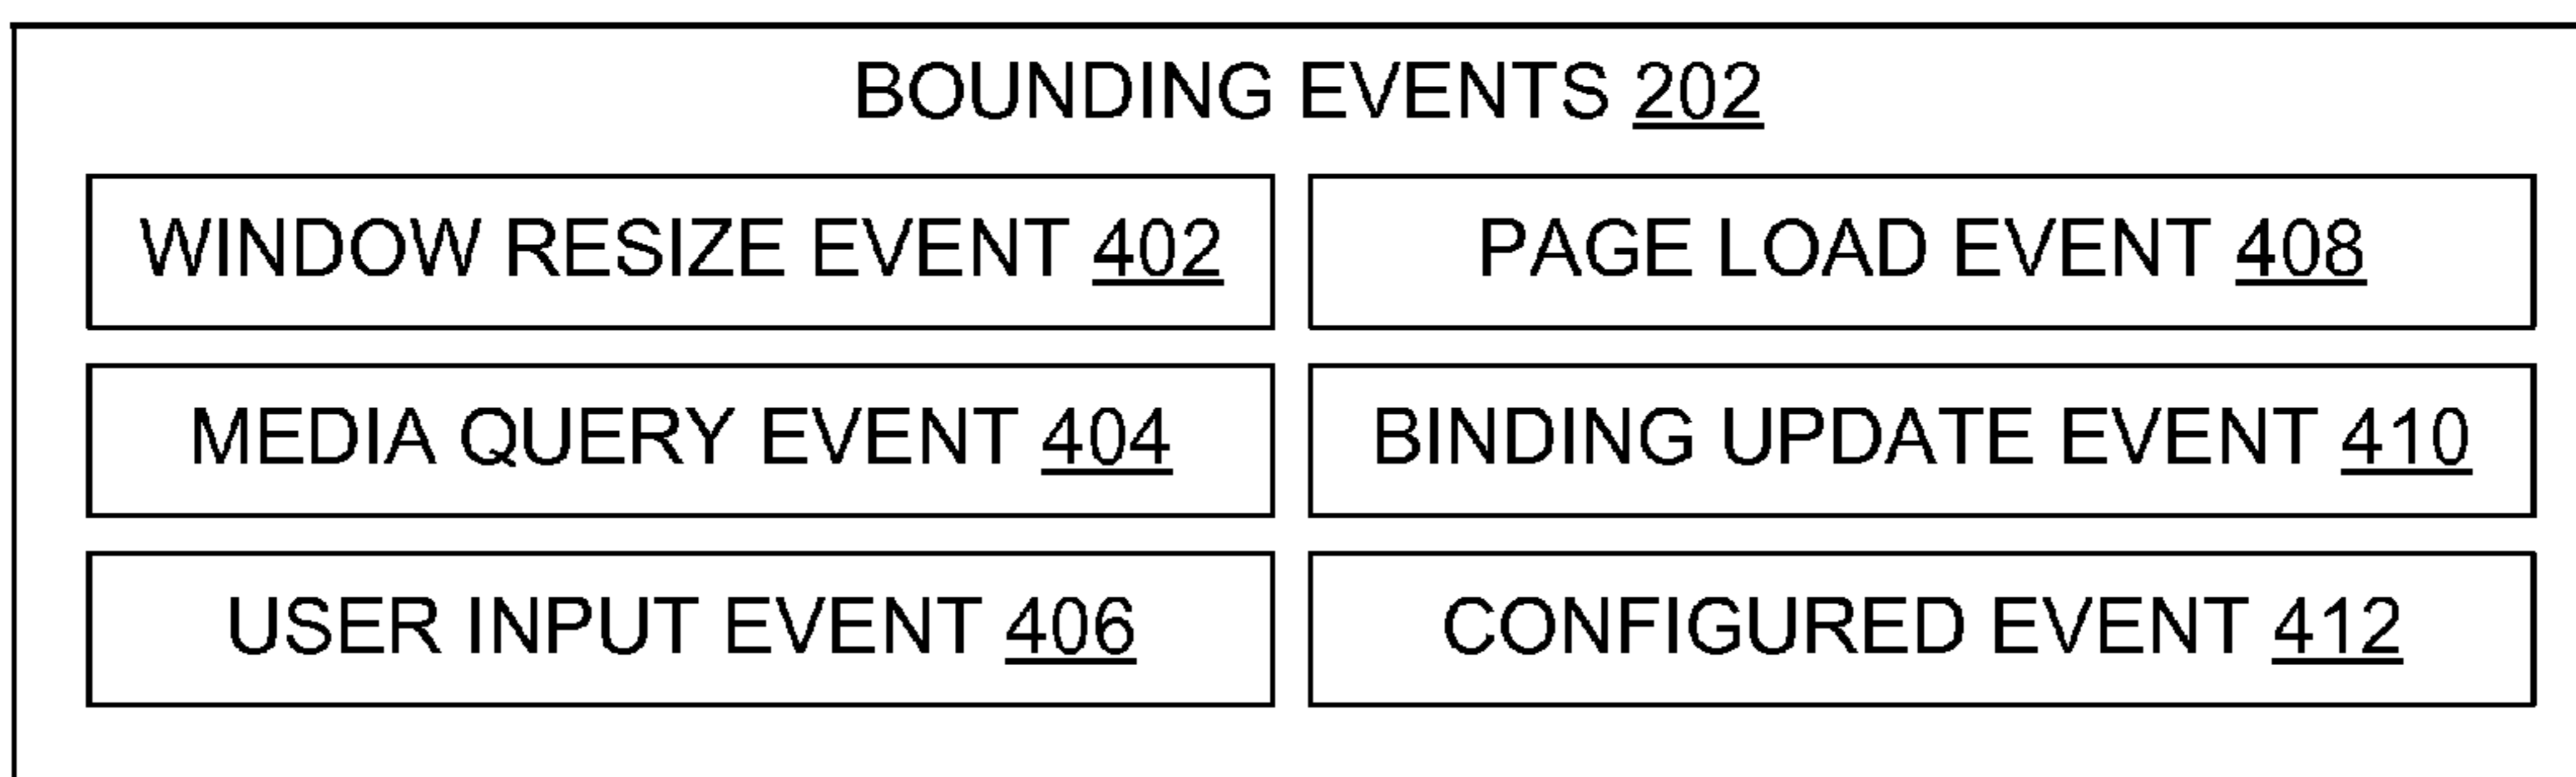 BOUNDING EVENTS 202
WINDOW RESIZE EVENT 402
PAGE LOAD EVENT 408
MEDIA QUERY EVENT 404
BINDING UPDATE EVENT 410
USER INPUT EVENT 406
CONFIGURED EVENT 412